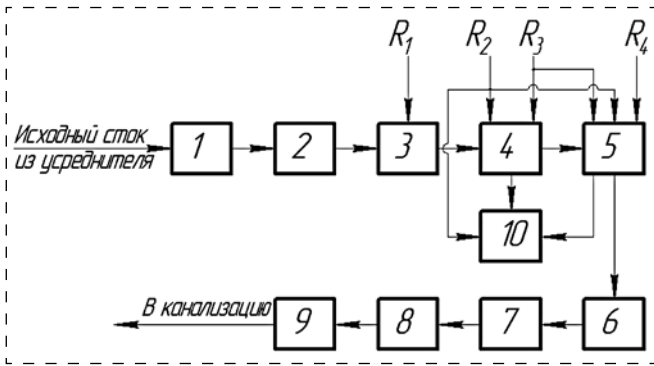 R1 R2 R3 R4
Исходный сток
из усреднителя
1 2 3 4 5
10
В канализацию
9 8 7 6